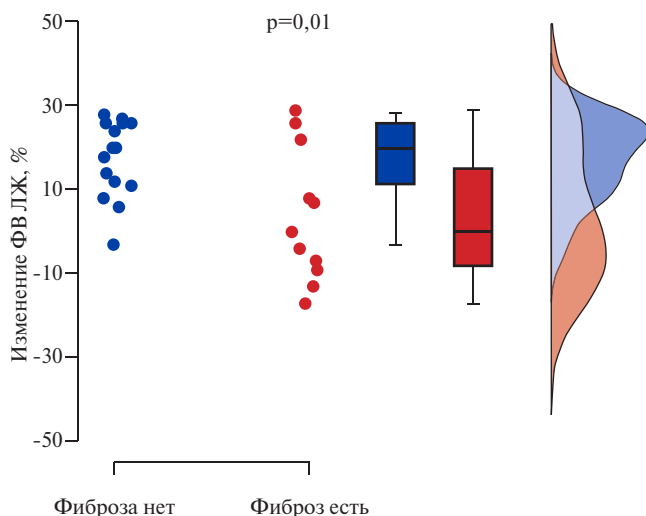 p=0,01
Изменение ФВ ЛЖ, %
50
30
10
-10
-30
-50
Фиброза нет
Фиброз есть